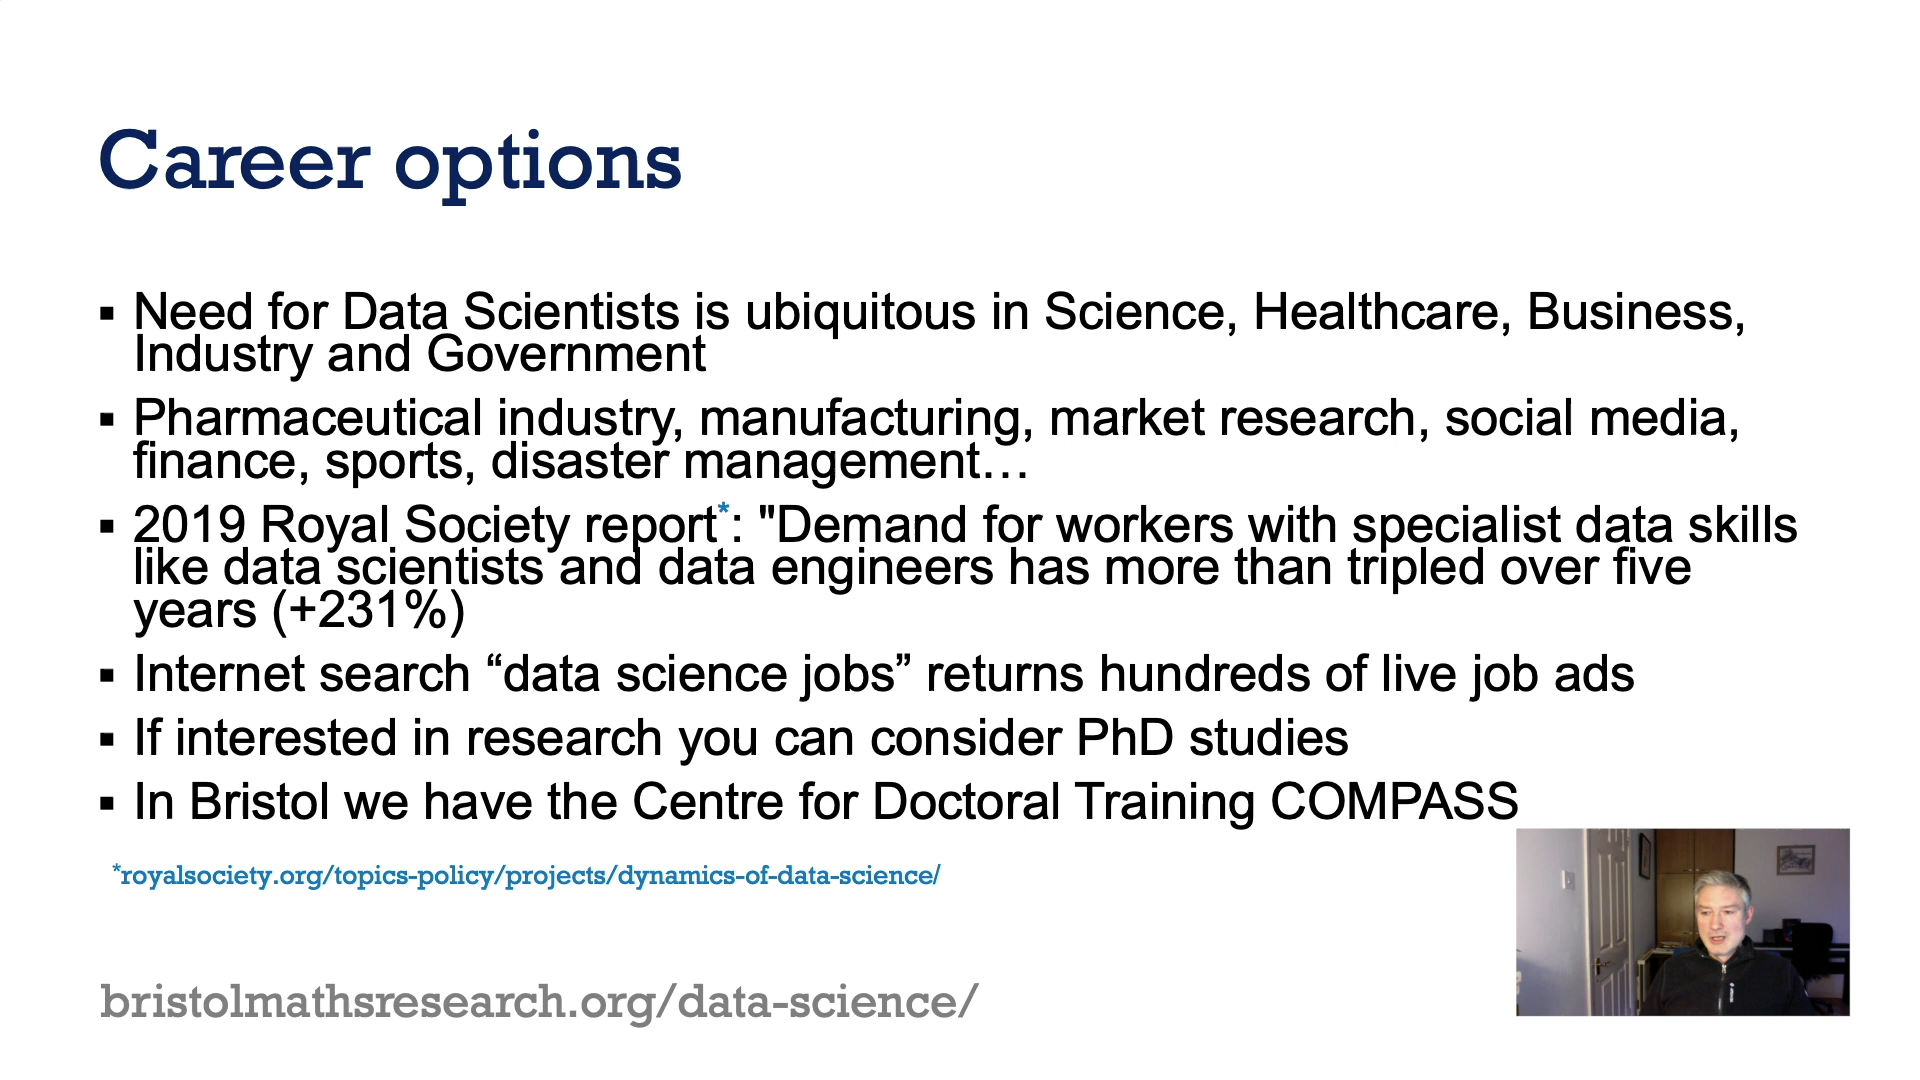 Career options
▪ Need for Data Scientists is ubiquitous in Science, Healthcare, Business,
Industry and Government
▪ Pharmaceutical industry, manufacturing, market research, social media,
finance, sports, disaster management…
▪ 2019 Royal Society report*: "Demand for workers with specialist data skills
like data scientists and data engineers has more than tripled over five
years (+231%)
▪ Internet search “data science jobs” returns hundreds of live job ads
▪ If interested in research you can consider PhD studies
▪ In Bristol we have the Centre for Doctoral Training COMPASS
*royalsociety.org/topics-policy/projects/dynamics-of-data-science/
bristolmathsresearch.org/data-science/